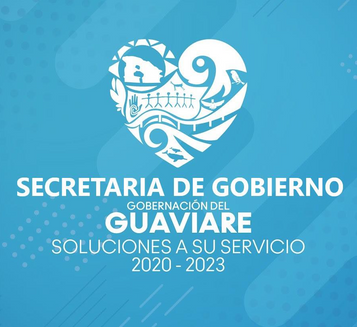 SECRETARIA DE GOBIERNO
GOBERNACIÓN DEL
GUAVIARE
SOLUCIONES A SU SERVICIO
2020 - 2023